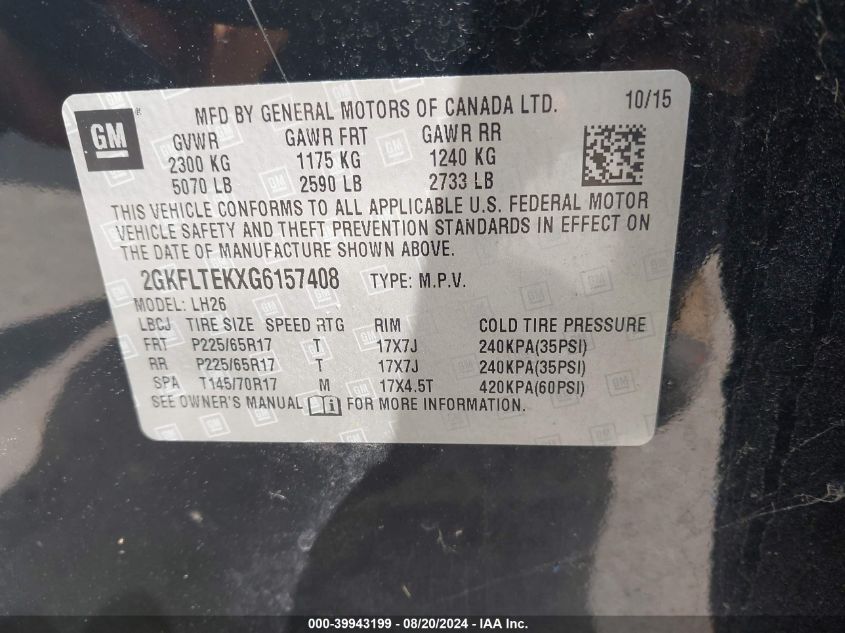 GM ® MFD BY GENERAL MOTORS OF CANADA LTD. 10/15
GVWR GAWR FRT GAWR RR
2300 KG 1175 KG 1240 KG
5070 LB 2590 LB 2733 LB
THIS VEHICLE CONFORMS TO ALL APPLICABLE U.S. FEDERAL MOTOR
VEHICLE SAFETY AND THEFT PREVENTION STANDARDS IN EFFECT ON
THE DATE OF MANUFACTURE SHOWN ABOVE.
2GKFLTEKXG6157408 TYPE: M.P.V.
MODEL: LH26
LBCJ TIRE SIZE SPEED RTG RIM COLD TIRE PRESSURE
FRT P225/65R17 T 17X7J 240KPA(35PSI)
RR P225/65R17 T 17X7J 240KPA(35PSI)
SPA T145/70R17 M 17X4.5T 420KPA(60PSI)
SEE OWNER'S MANUAL i FOR MORE INFORMATION.
000-39943199 - 08/20/2024 - IAA Inc.